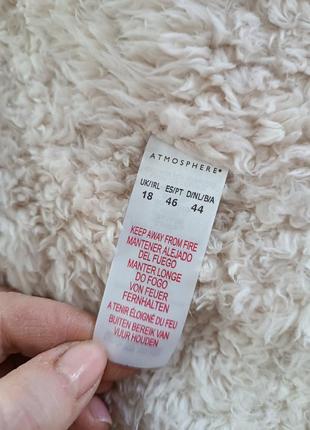 ATMOSPHERE®
UK/IRL ES/PT D/NL/B/A
18 46 44
KEEP AWAY FROM FIRE
MANTENER ALEJADO
DEL FUEGO
MANTER LONGE
DO FOGO
VON FEUER
FERNHALTEN
A TENIR ÉLOIGNÉ DU FEU
BUITEN BEREIK VAN
VUUR HOUDEN